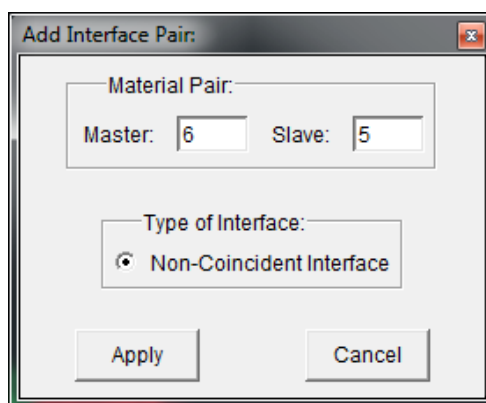 Add Interface Pair:
Material Pair:
Master: 6 Slave: 5
Type of Interface:
Non-Coincident Interface
Apply Cancel